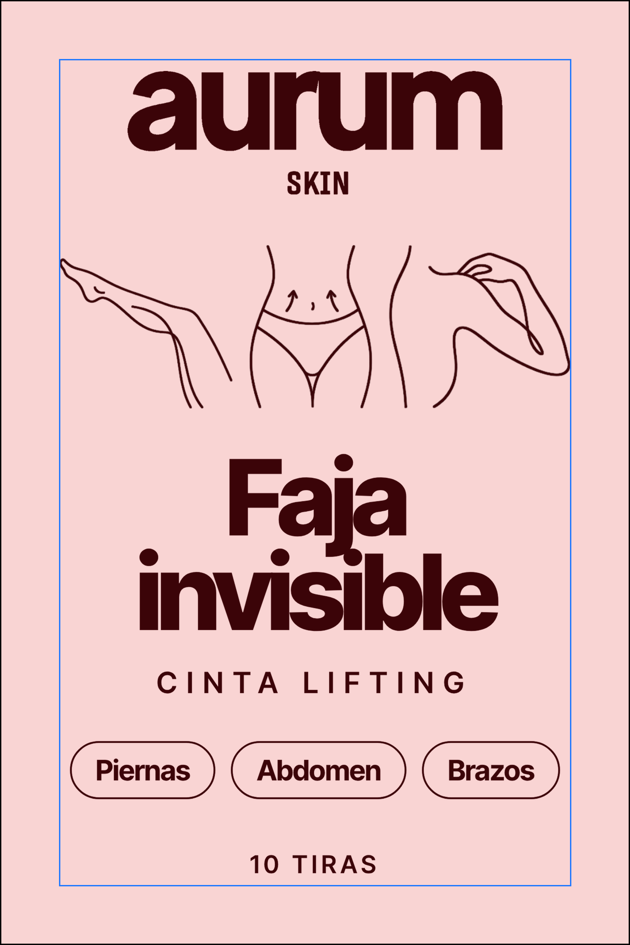 aurum
SKIN
Faja
invisible
CINTA LIFTING
Piernas Abdomen Brazos
10 TIRAS